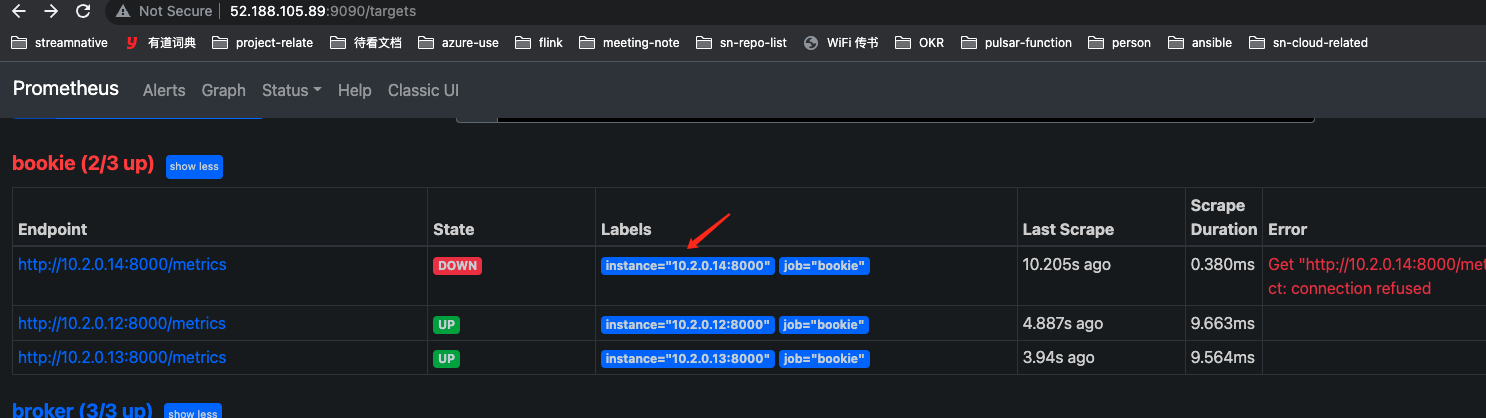 Not Secure | 52.188.105.89:9090/targets
streamnative 有道词典 project-relate 待看文档 azure-use flink meeting-note sn-repo-list WiFi 传书 OKR pulsar-function person ansible sn-cloud-related
Prometheus Alerts Graph Status Help Classic UI
bookie (2/3 up) show less
Endpoint State Labels Last Scrape Scrape Duration Error
http://10.2.0.14:8000/metrics DOWN instance="10.2.0.14:8000" job="bookie" 10.205s ago 0.380ms Get "http://10.2.0.14:8000/met
ct: connection refused
http://10.2.0.12:8000/metrics UP instance="10.2.0.12:8000" job="bookie" 4.887s ago 9.663ms
http://10.2.0.13:8000/metrics UP instance="10.2.0.13:8000" job="bookie" 3.94s ago 9.564ms
broker (3/3 up) show less